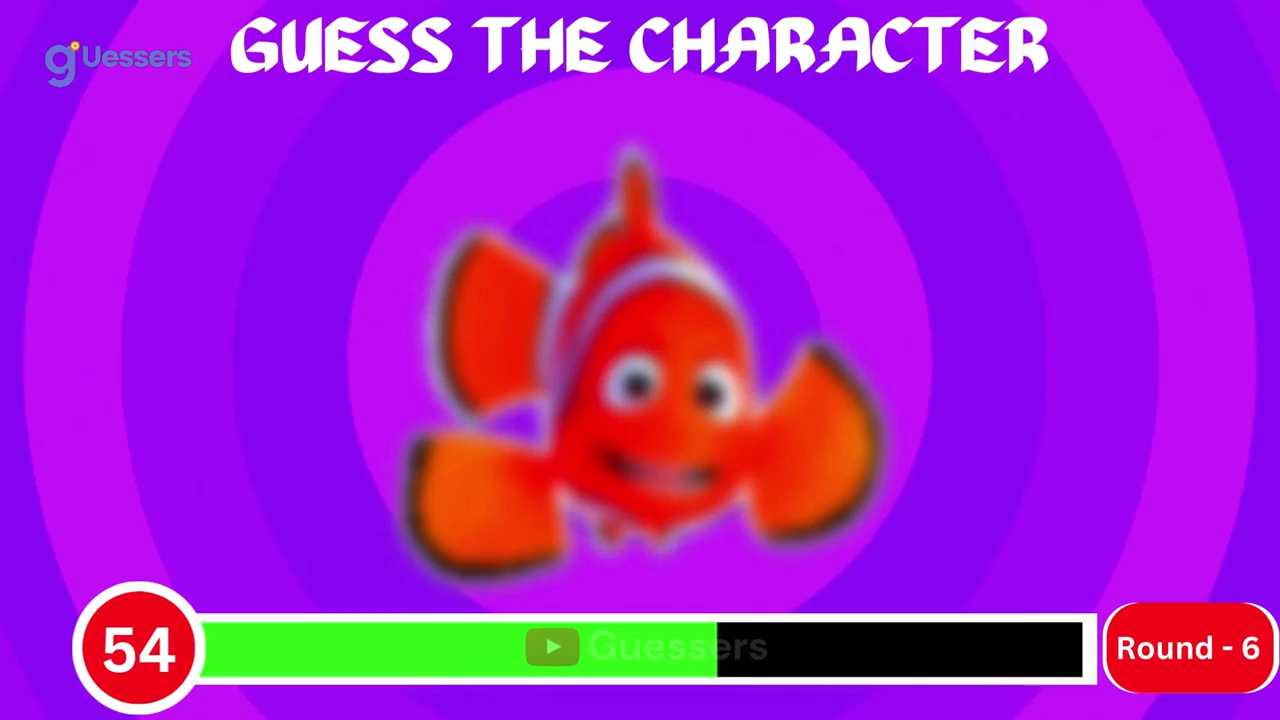 gUessers
GUESS THE CHARACTER
54
Guessers
Round - 6